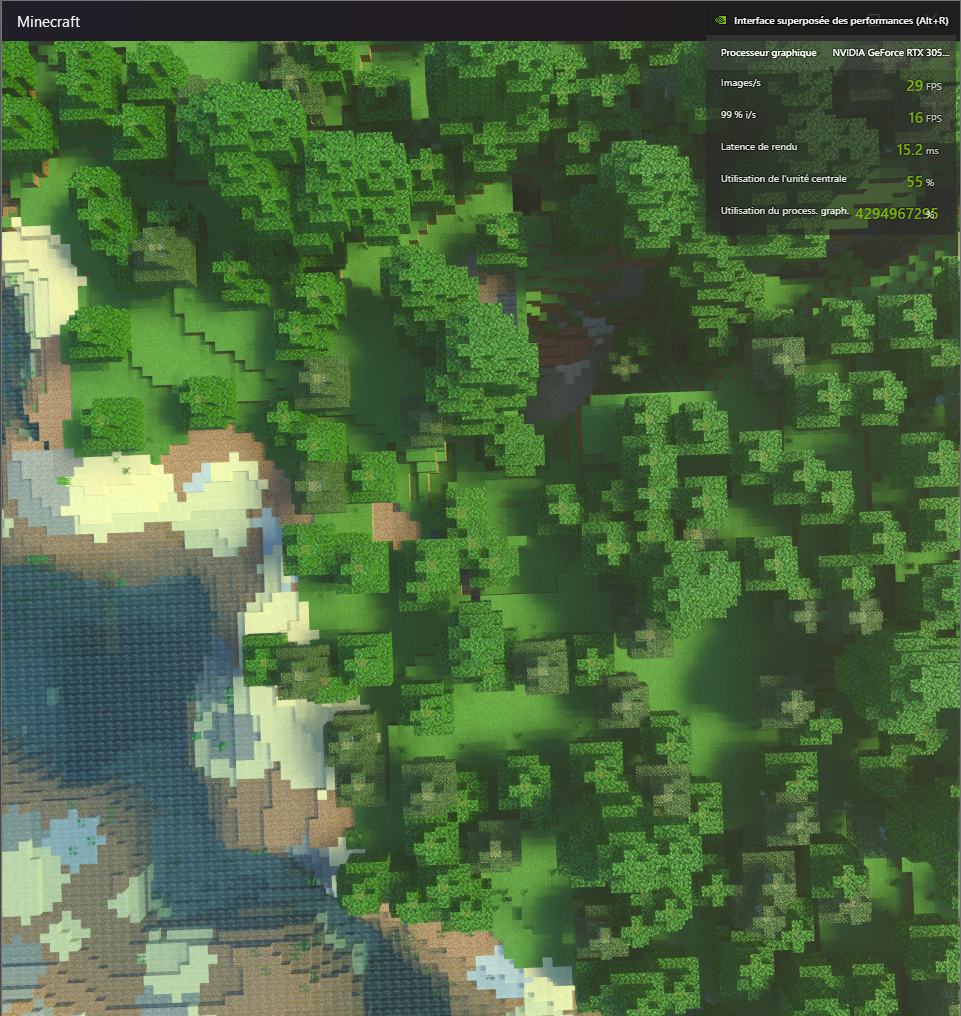 Minecraft
Interface superposée des performances (Alt+R)
Processeur graphique NVIDIA GeForce RTX 305...
Images/s 29 FPS
99 % i/s 16 FPS
Latence de rendu 15.2 ms
Utilisation de l'unité centrale 55 %
Utilisation du process. graph. 4294967295 %